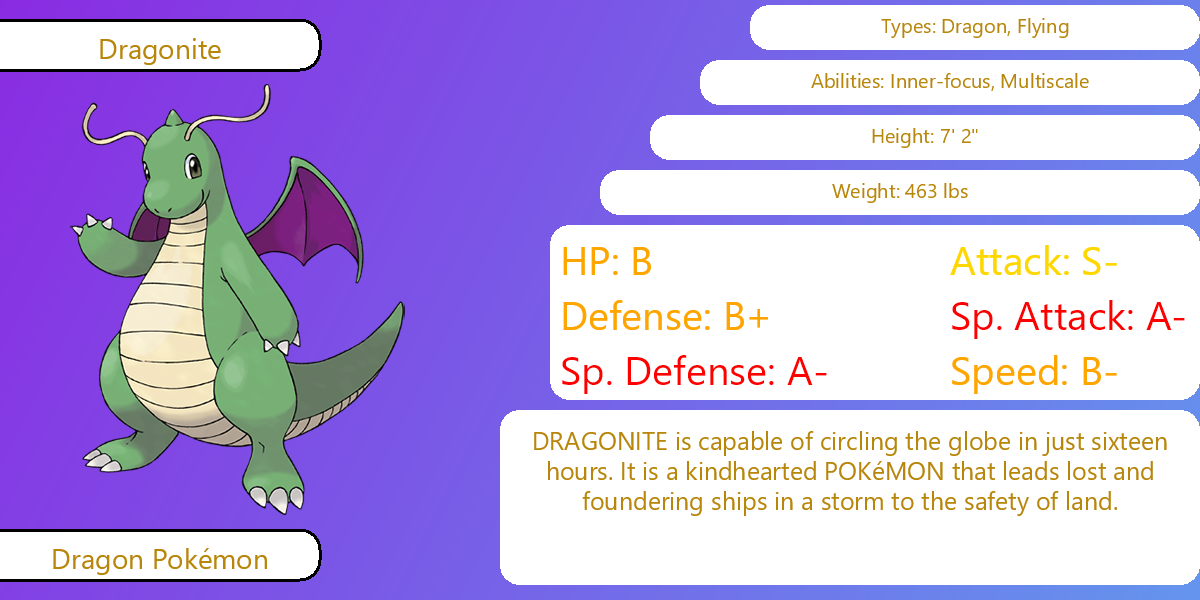 Dragonite
Types: Dragon, Flying
Abilities: Inner-focus, Multiscale
Height: 7' 2"
Weight: 463 lbs
HP: B
Attack: S-
Defense: B+
Sp. Attack: A-
Sp. Defense: A-
Speed: B-
DRAGONITE is capable of circling the globe in just sixteen
hours. It is a kindhearted POKéMON that leads lost and
foundering ships in a storm to the safety of land.
Dragon Pokémon